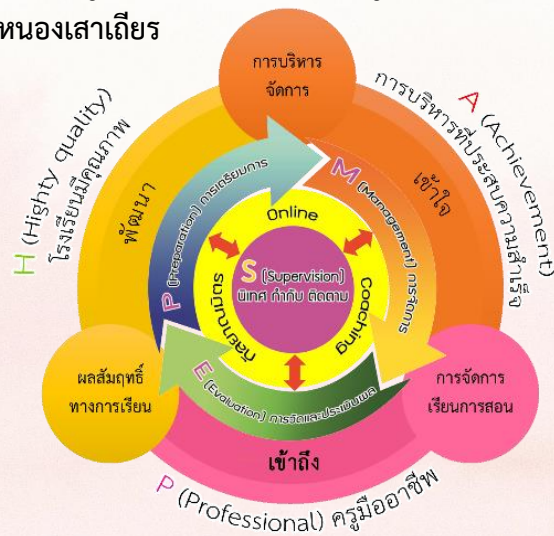 หนองเสาเถียร
การบริหาร
จัดการ
H (Highty quality)
โรงเรียนมีคุณภาพ
A (Achievement)
การบริหารที่ประสบความสำเร็จ
พัฒนา
เข้าใจ
P (Preparation) การเตรียมการ
M (Management) การจัดการ
Online
S (Supervision)
นิเทศ กำกับ ติดตาม
Coaching
กัลยาณมิตร
E (Evaluation) การวัดและประเมินผล
ผลสัมฤทธิ์
ทางการเรียน
การจัดการ
เรียนการสอน
เข้าถึง
P (Professional) ครูมืออาชีพ